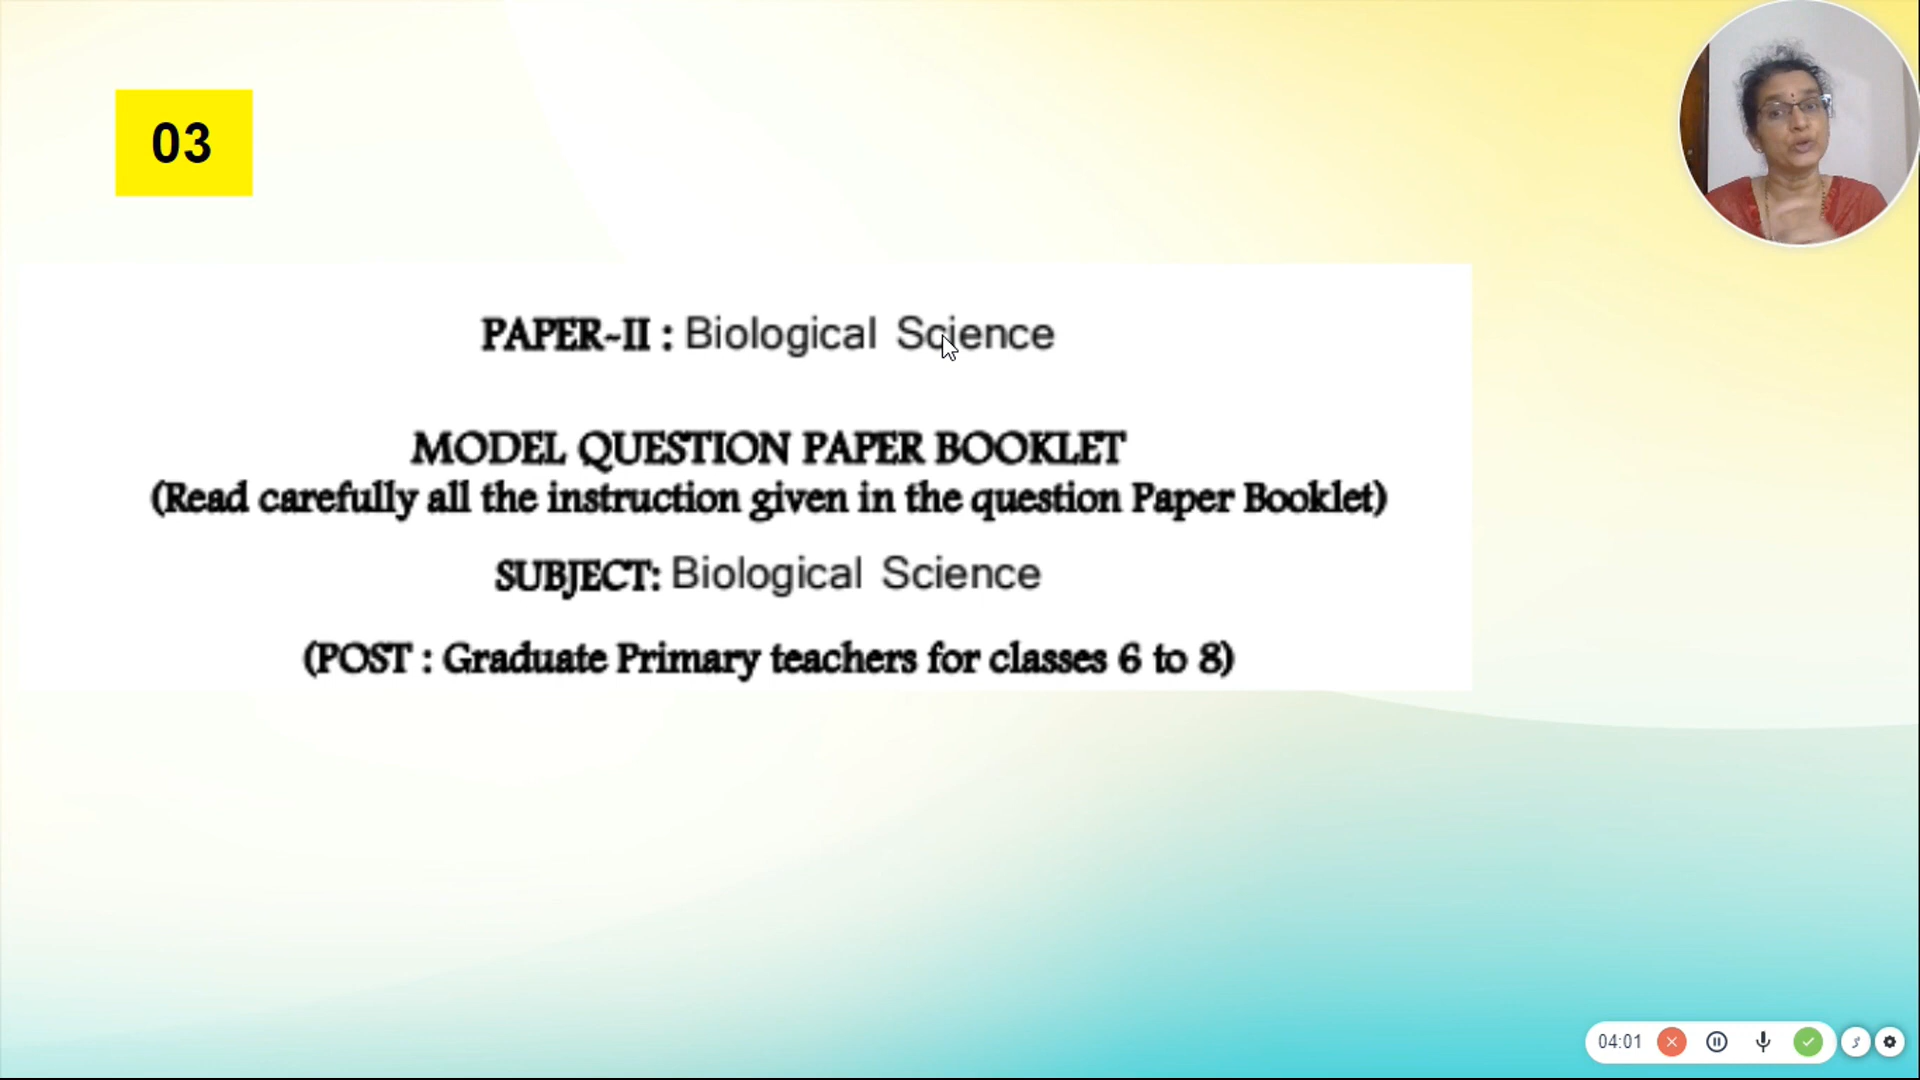 03
PAPER-II : Biological Science
MODEL QUESTION PAPER BOOKLET
(Read carefully all the instruction given in the question Paper Booklet)
SUBJECT: Biological Science
(POST : Graduate Primary teachers for classes 6 to 8)
04:01